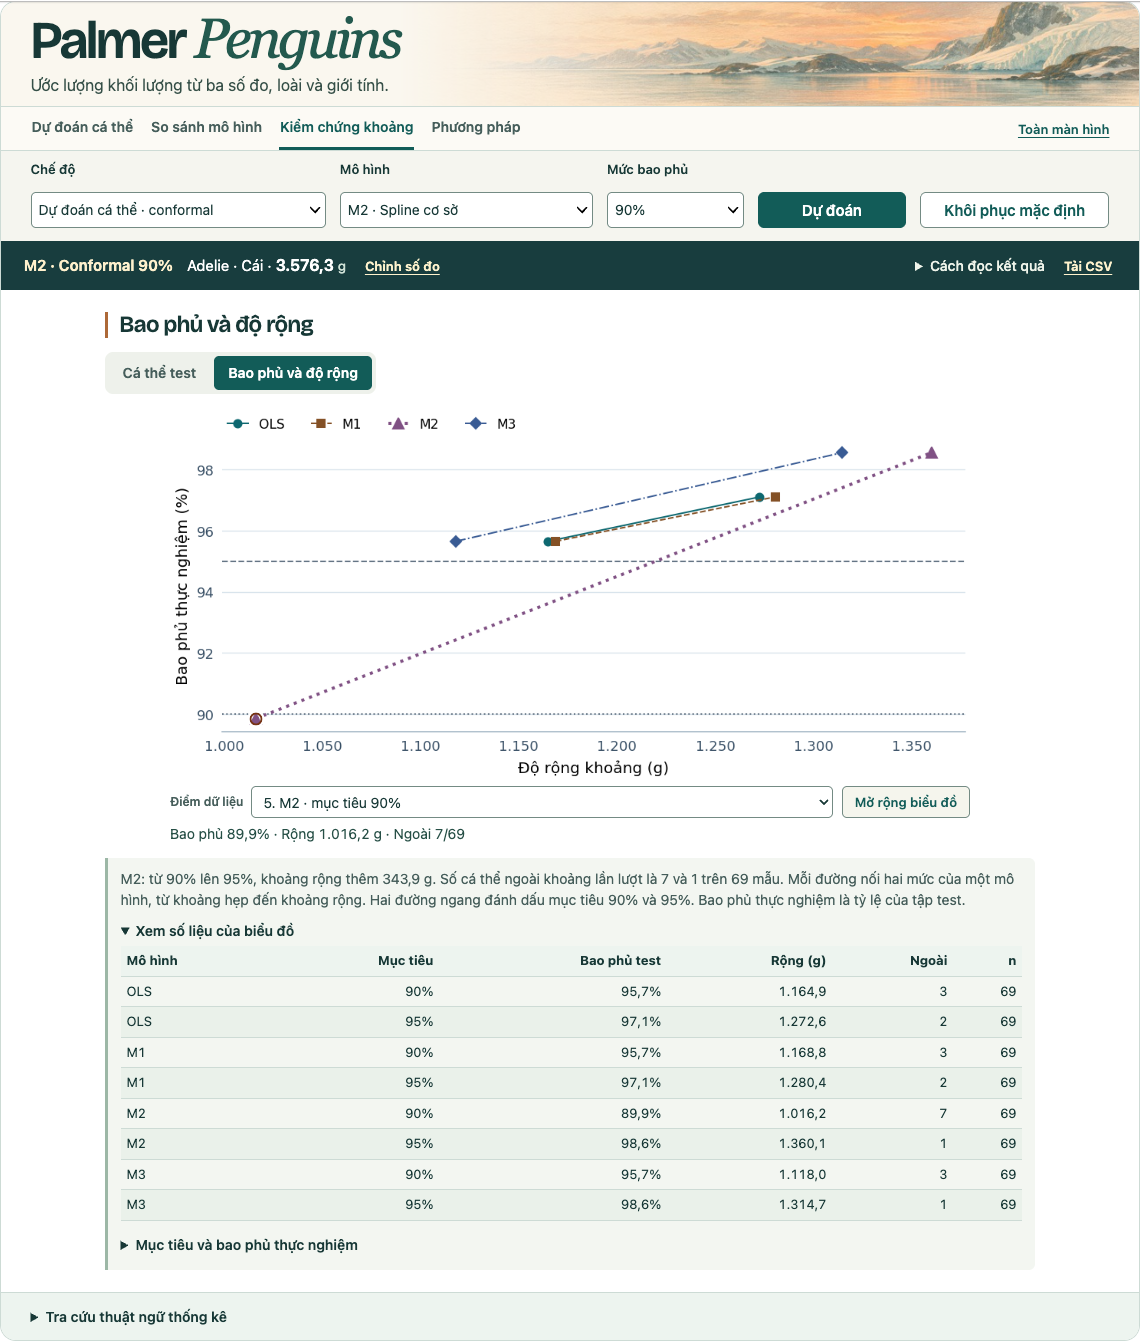 Palmer Penguins
Ước lượng khối lượng từ ba số đo, loài và giới tính.
Dự đoán cá thể So sánh mô hình Kiểm chứng khoảng Phương pháp Toàn màn hình
Chế độ Mô hình Mức bao phủ
Dự đoán cá thể · conformal M2 · Spline cơ sở 90% Dự đoán Khôi phục mặc định
M2 · Conformal 90% Adelie · Cái · 3.576,3 g Chỉnh số đo ▶ Cách đọc kết quả Tải CSV
Bao phủ và độ rộng
Cá thể test Bao phủ và độ rộng
OLS M1 M2 M3
Bao phủ thực nghiệm (%)
98
96
94
92
90
1.000 1.050 1.100 1.150 1.200 1.250 1.300 1.350
Độ rộng khoảng (g)
Điểm dữ liệu 5. M2 · mục tiêu 90% Mở rộng biểu đồ
Bao phủ 89,9% · Rộng 1.016,2 g · Ngoài 7/69
M2: từ 90% lên 95%, khoảng rộng thêm 343,9 g. Số cá thể ngoài khoảng lần lượt là 7 và 1 trên 69 mẫu. Mỗi đường nối hai mức của một mô
hình, từ khoảng hẹp đến khoảng rộng. Hai đường ngang đánh dấu mục tiêu 90% và 95%. Bao phủ thực nghiệm là tỷ lệ của tập test.
▼ Xem số liệu của biểu đồ
Mô hình Mục tiêu Bao phủ test Rộng (g) Ngoài n
OLS 90% 95,7% 1.164,9 3 69
OLS 95% 97,1% 1.272,6 2 69
M1 90% 95,7% 1.168,8 3 69
M1 95% 97,1% 1.280,4 2 69
M2 90% 89,9% 1.016,2 7 69
M2 95% 98,6% 1.360,1 1 69
M3 90% 95,7% 1.118,0 3 69
M3 95% 98,6% 1.314,7 1 69
▶ Mục tiêu và bao phủ thực nghiệm
▶ Tra cứu thuật ngữ thống kê